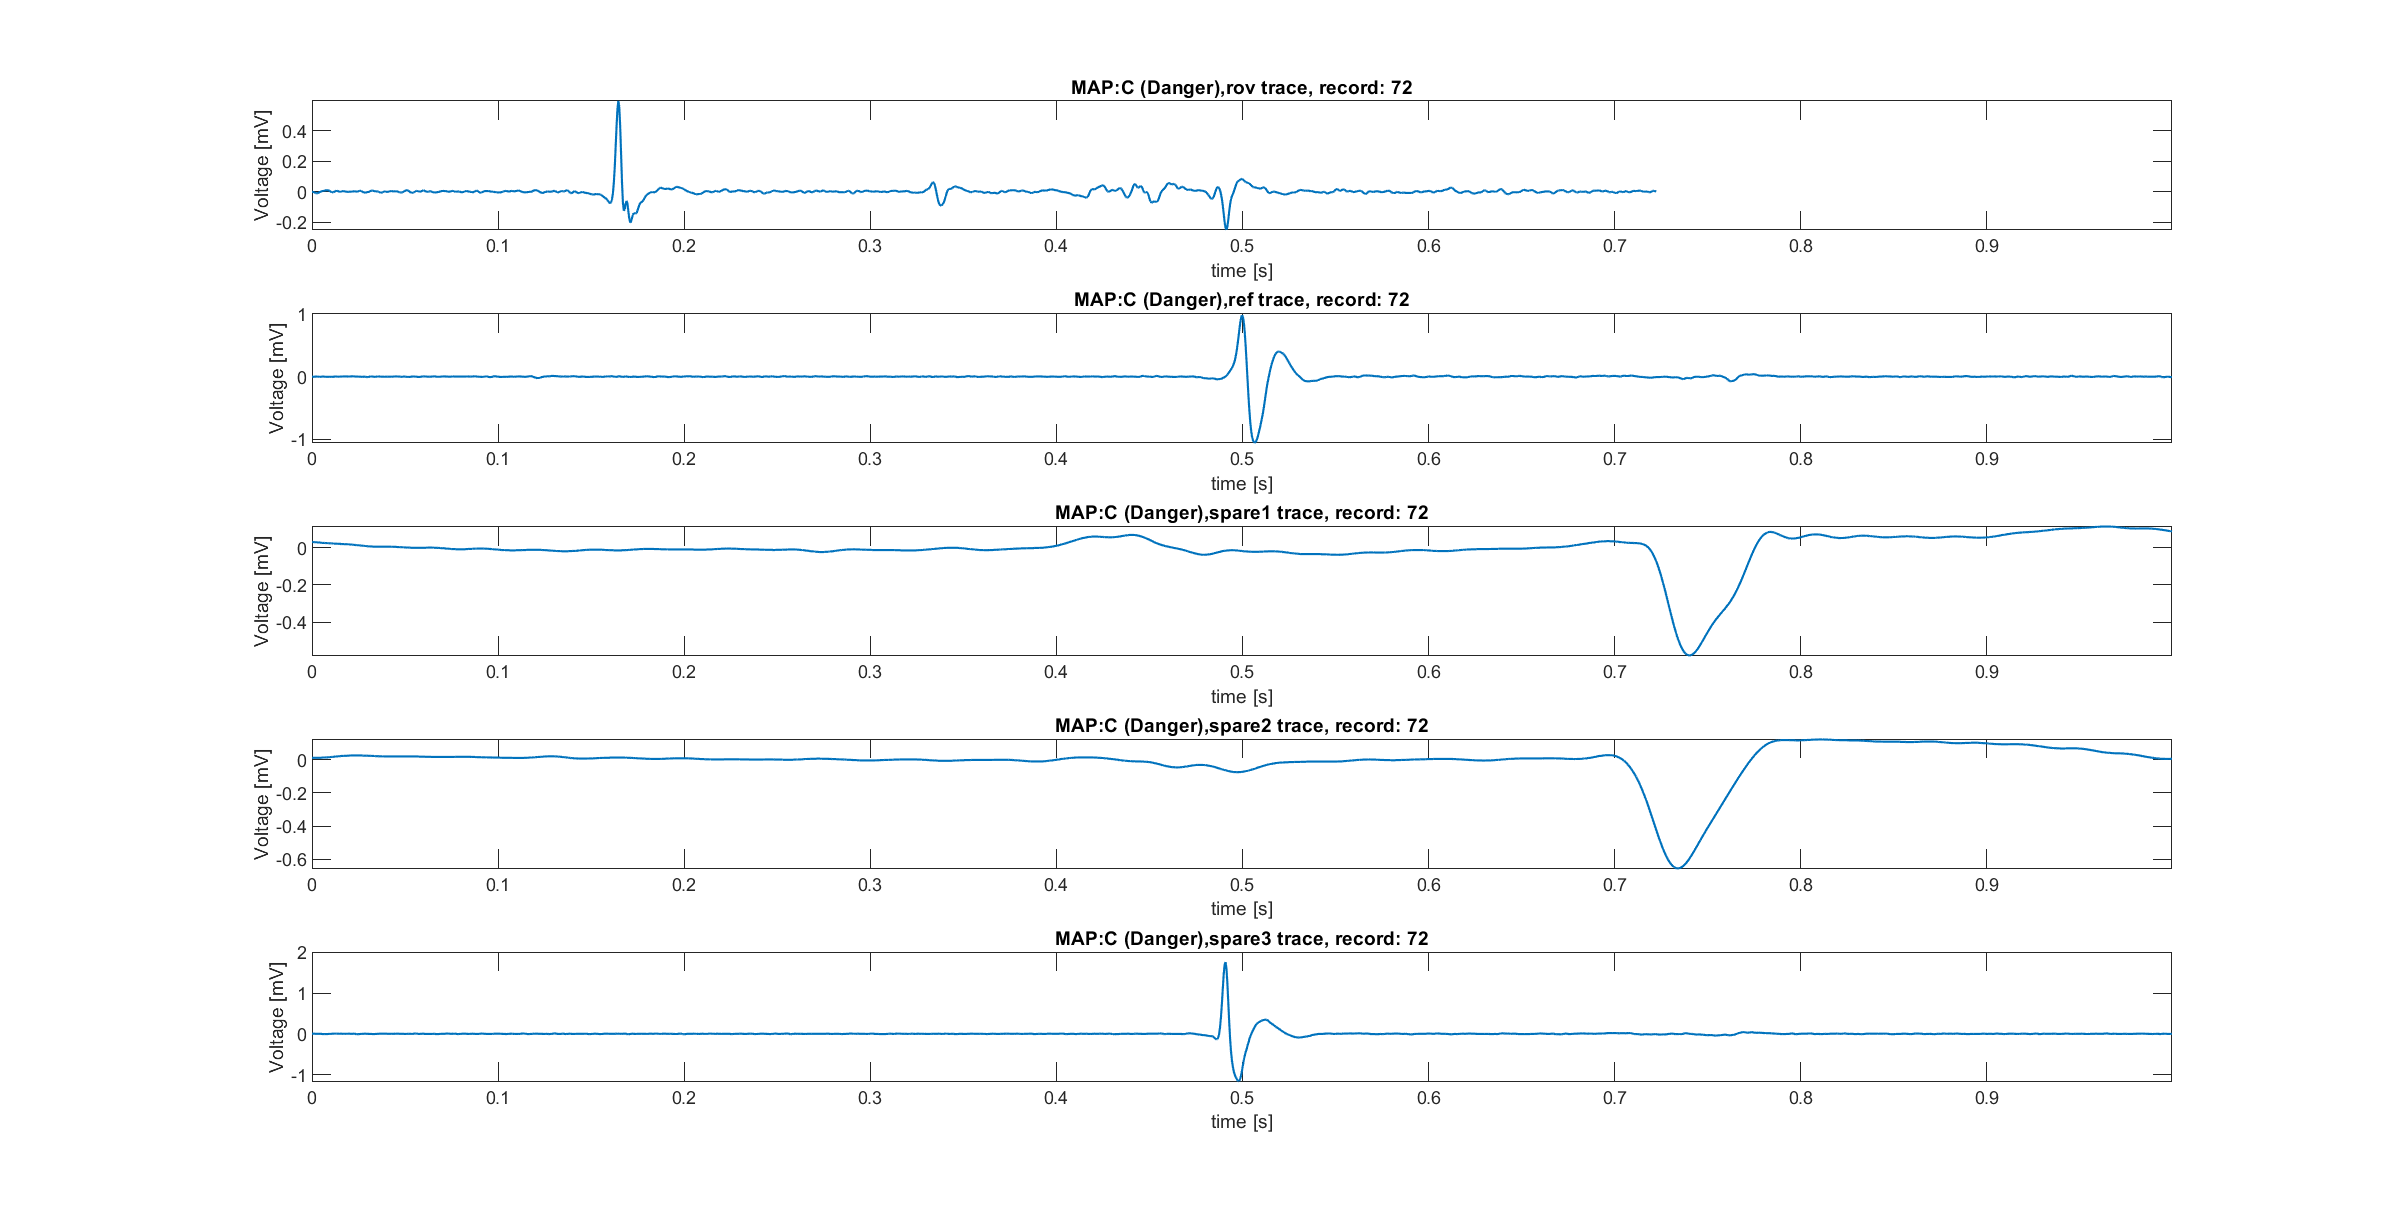 MAP:C (Danger),rov trace, record: 72
Voltage [mV]
0.4
0.2
0
-0.2
0 0.1 0.2 0.3 0.4 0.5 0.6 0.7 0.8 0.9
time [s]
MAP:C (Danger),ref trace, record: 72
Voltage [mV]
1
0
-1
0 0.1 0.2 0.3 0.4 0.5 0.6 0.7 0.8 0.9
time [s]
MAP:C (Danger),spare1 trace, record: 72
Voltage [mV]
0
-0.2
-0.4
0 0.1 0.2 0.3 0.4 0.5 0.6 0.7 0.8 0.9
time [s]
MAP:C (Danger),spare2 trace, record: 72
Voltage [mV]
0
-0.2
-0.4
-0.6
0 0.1 0.2 0.3 0.4 0.5 0.6 0.7 0.8 0.9
time [s]
MAP:C (Danger),spare3 trace, record: 72
Voltage [mV]
2
1
0
-1
0 0.1 0.2 0.3 0.4 0.5 0.6 0.7 0.8 0.9
time [s]